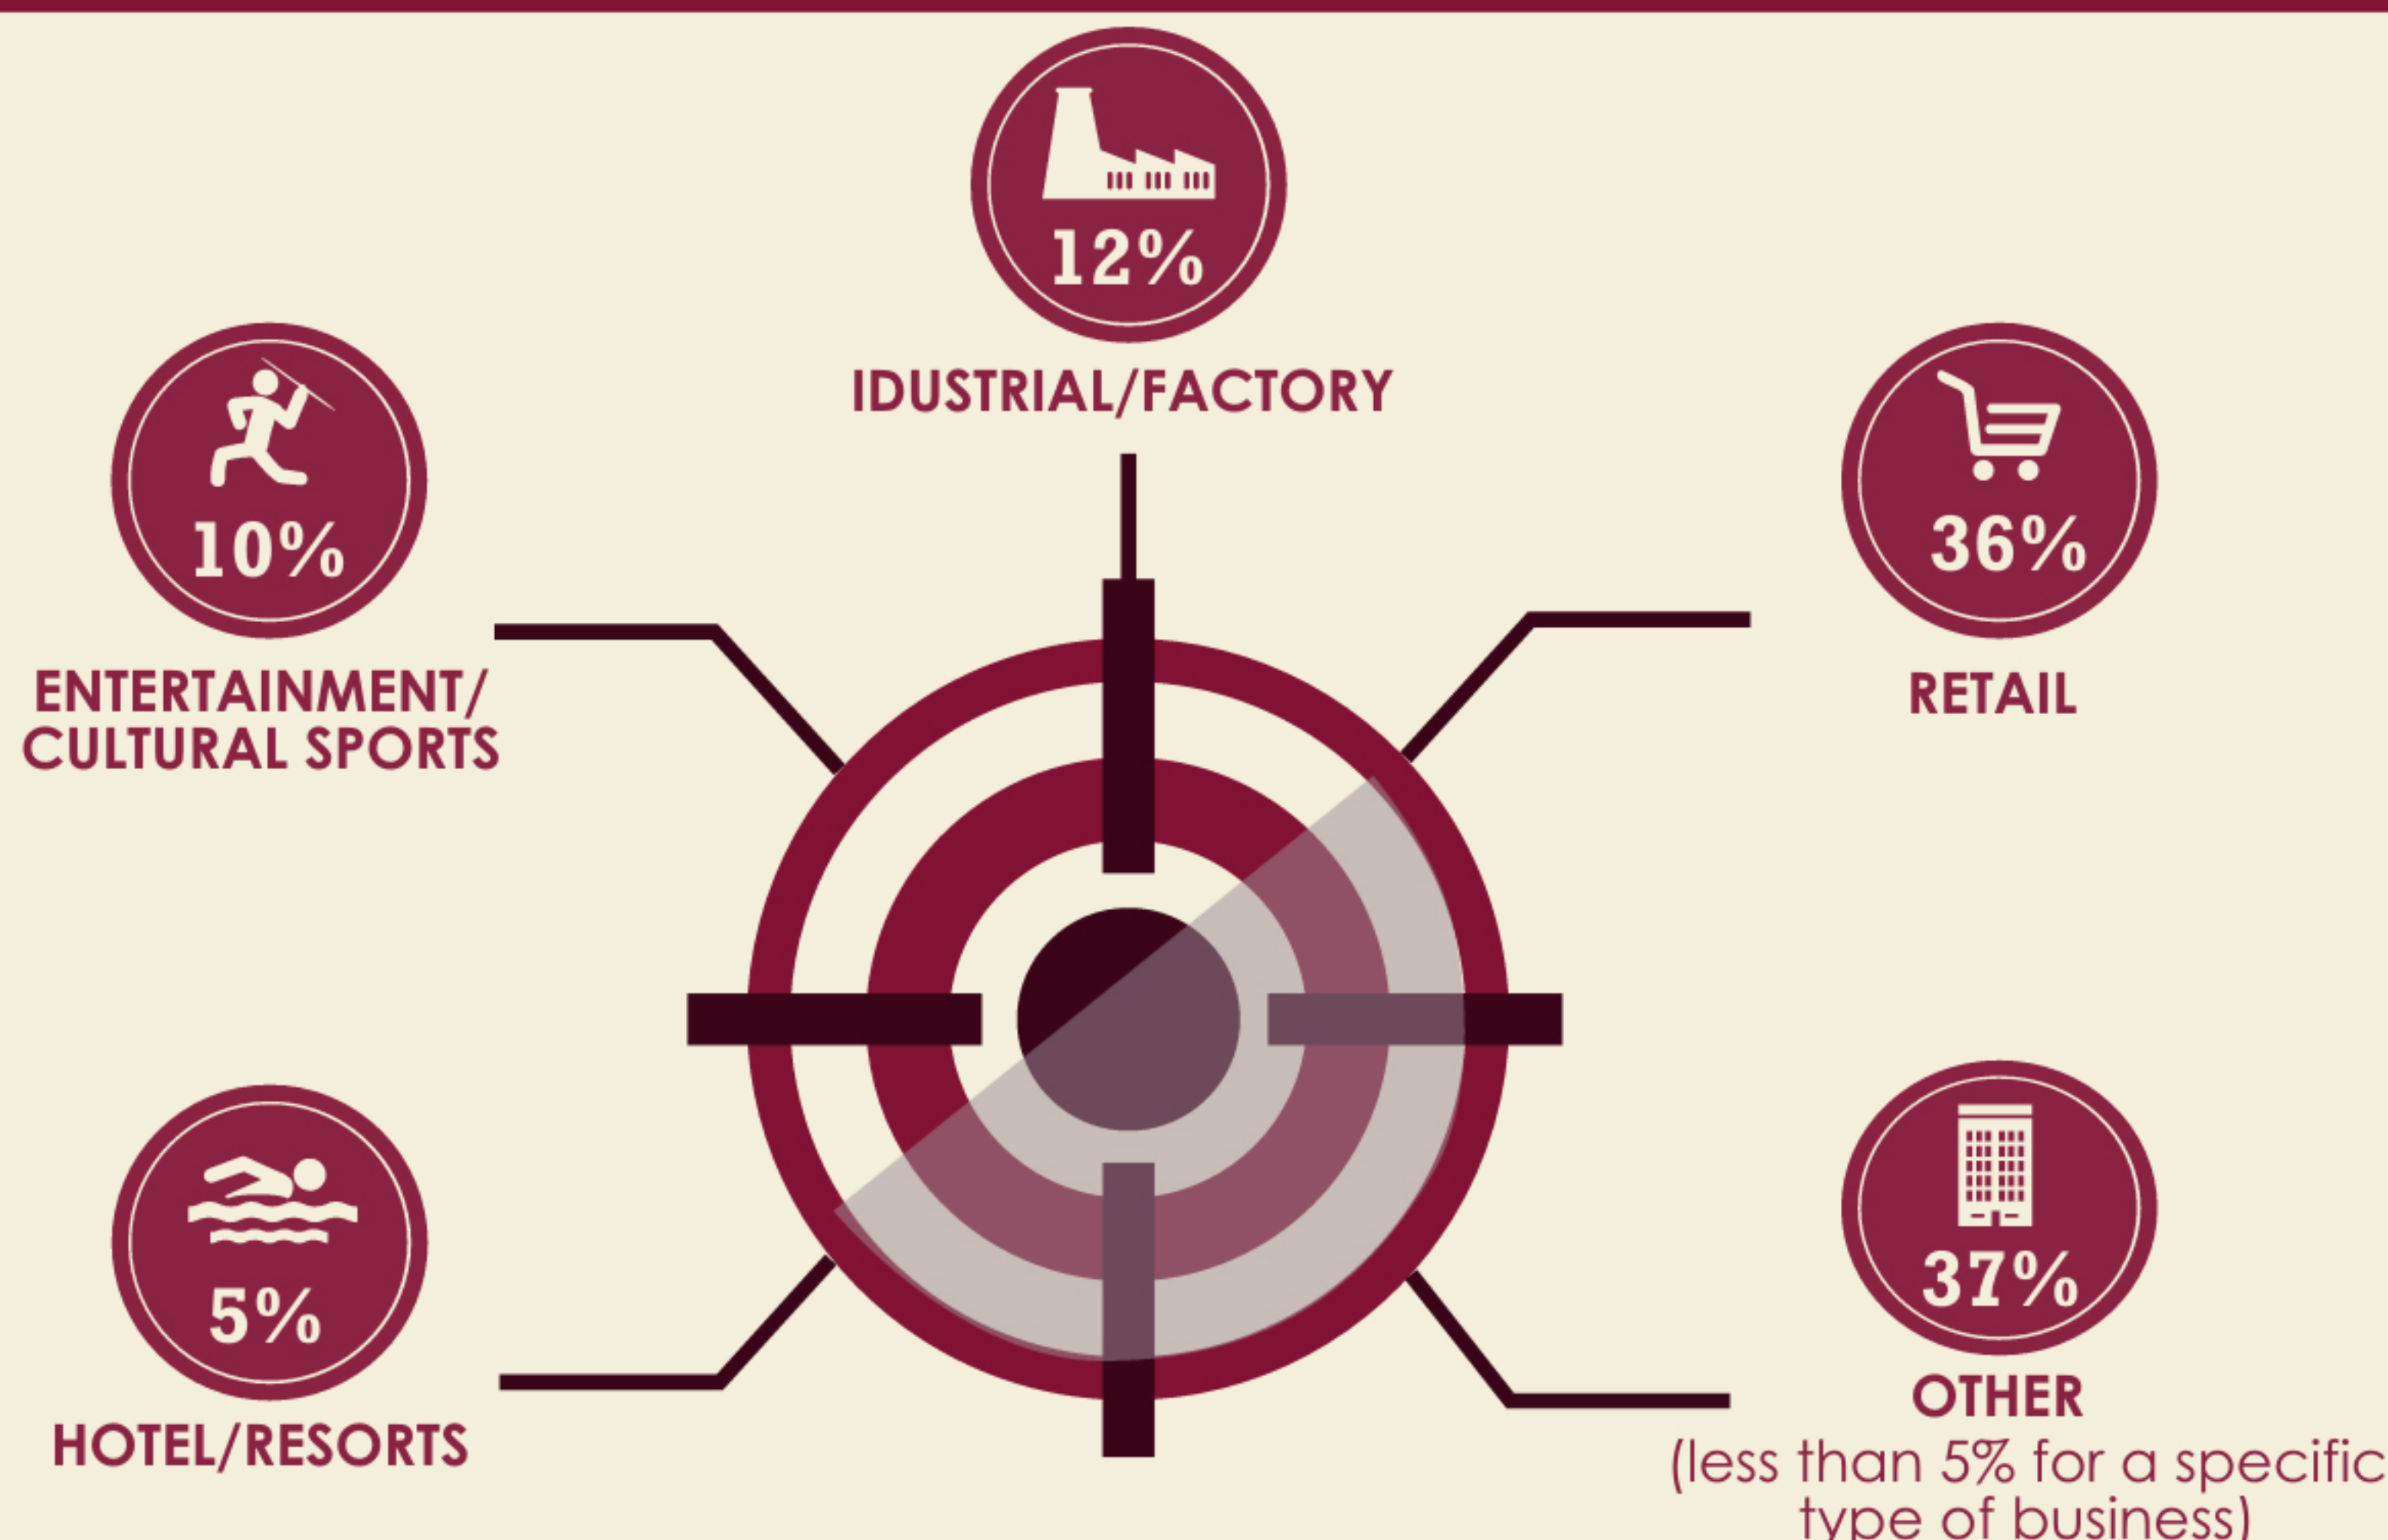 12%
IDUSTRIAL/FACTORY
10%
ENTERTAINMENT/
CULTURAL SPORTS
36%
RETAIL
5%
HOTEL/RESORTS
37%
OTHER
(less than 5% for a specific
type of business)